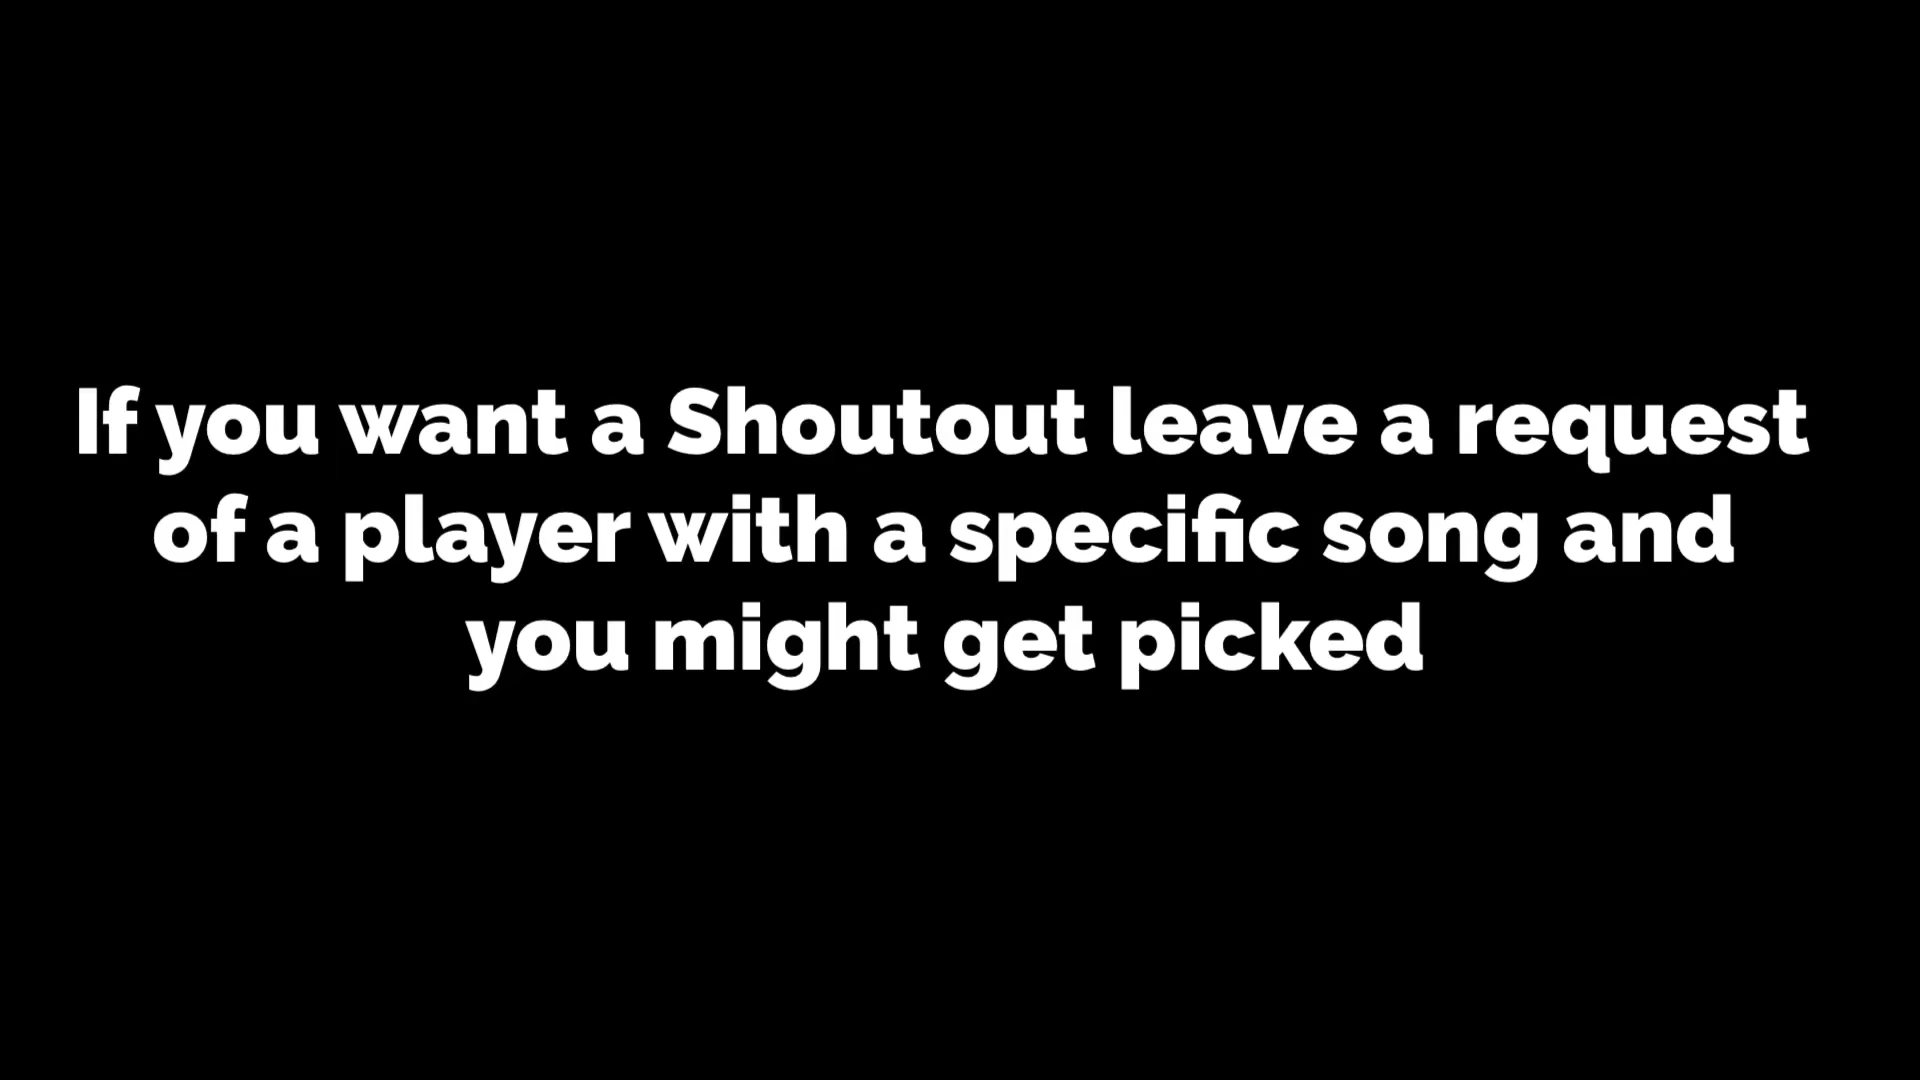 If you want a Shoutout leave a request
of a player with a specific song and
you might get picked